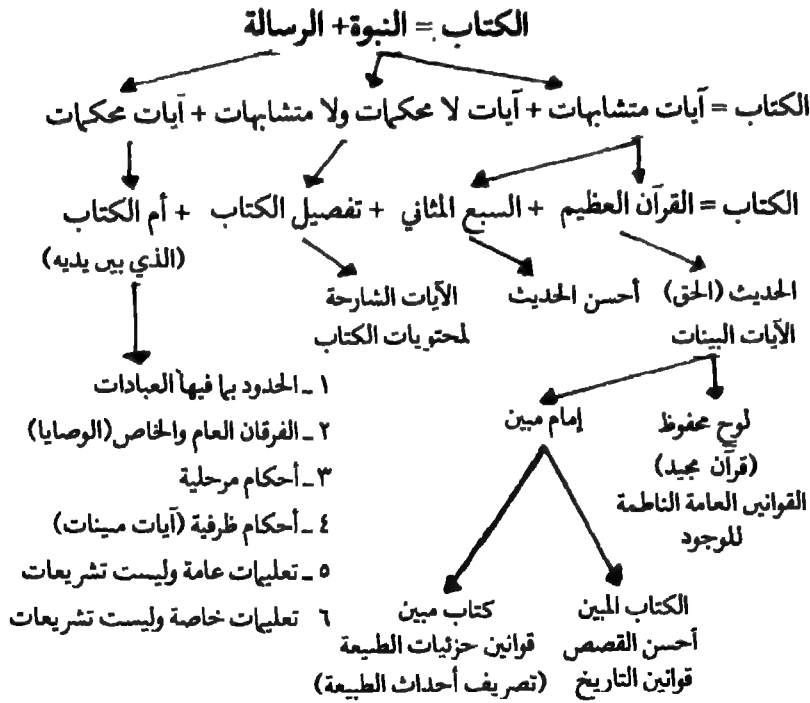 الكتاب = النبوة + الرسالة
الكتاب = آيات متشابهات + آيات لا محكمات ولا متشابهات + آيات محكمات
الكتاب = القرآن العظيم + السبع المثاني + تفصيل الكتاب + أم الكتاب
(الذي بين يديه)
الحديث (الحق)
الآيات البينات
أحسن الحديث
الآيات الشارحة
لمحتويات الكتاب
١ ـ الحدود بما فيها العبادات
٢ ـ الفرقان العام والخاص (الوصايا)
٣ ـ أحكام مرحلية
٤ ـ أحكام ظرفية (آيات مبينات)
٥ ـ تعليمات عامة وليست تشريعات
٦ تعليمات خاصة وليست تشريعات
لوح محفوظ
(قرآن مجيد)
القوانين العامة الناظمة
للوجود
إمام مبين
الكتاب المبين
أحسن القصص
قوانين التاريخ
كتاب مبين
قوانين جزئيات الطبيعة
(تصريف أحداث الطبيعة)